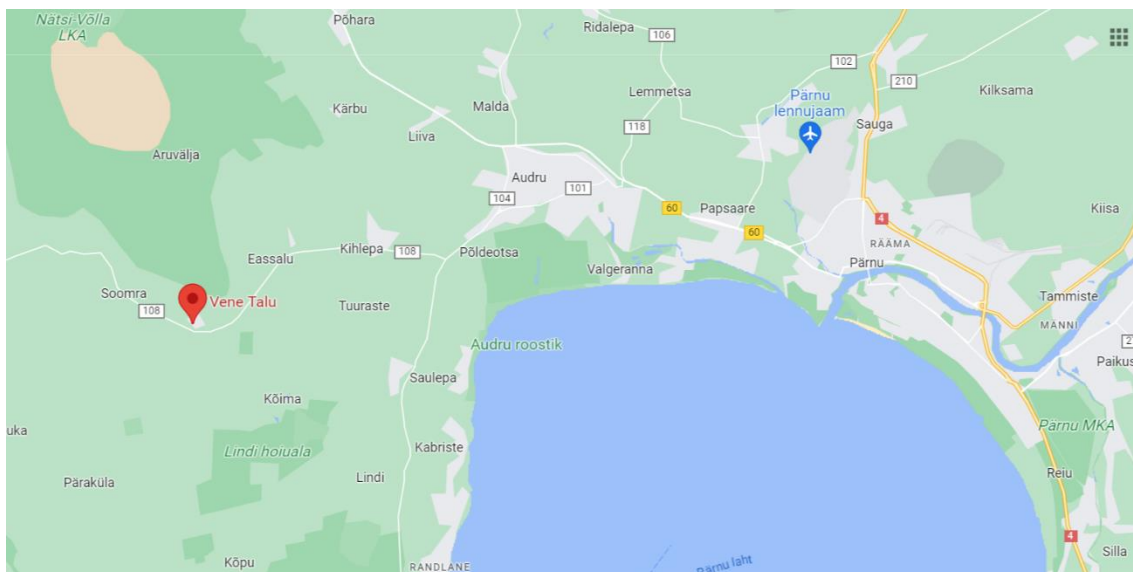 Nätsi-Võlla
LKA
Põhara
Ridalepa
106
102
210
Kilksama
Lemmetsa
Pärnu
lennujaam
Kärbu
Malda
Liiva
118
Sauga
Aruvälja
Audru
104
101
60
Papsaare
60
4
Kiisa
RÄÄMA
Eassalu
Kihlepa
108
Põldeotsa
Valgeranna
Pärnu
Soomra
108
Vene Talu
Tuuraste
Tammiste
MÄNNI
Audru roostik
Paikus
Saulepa
Kõima
Pärnu MKA
uka
Lindi hoiuala
Kabriste
Päraküla
Lindi
Reiu
4
Silla
Kõpu
RANDLANE
Pärnu laht